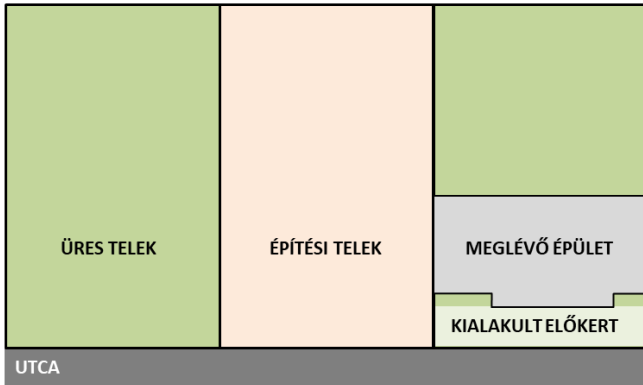 ÜRES TELEK
ÉPÍTÉSI TELEK
MEGLÉVŐ ÉPÜLET
KIALAKULT ELŐKERT
UTCA